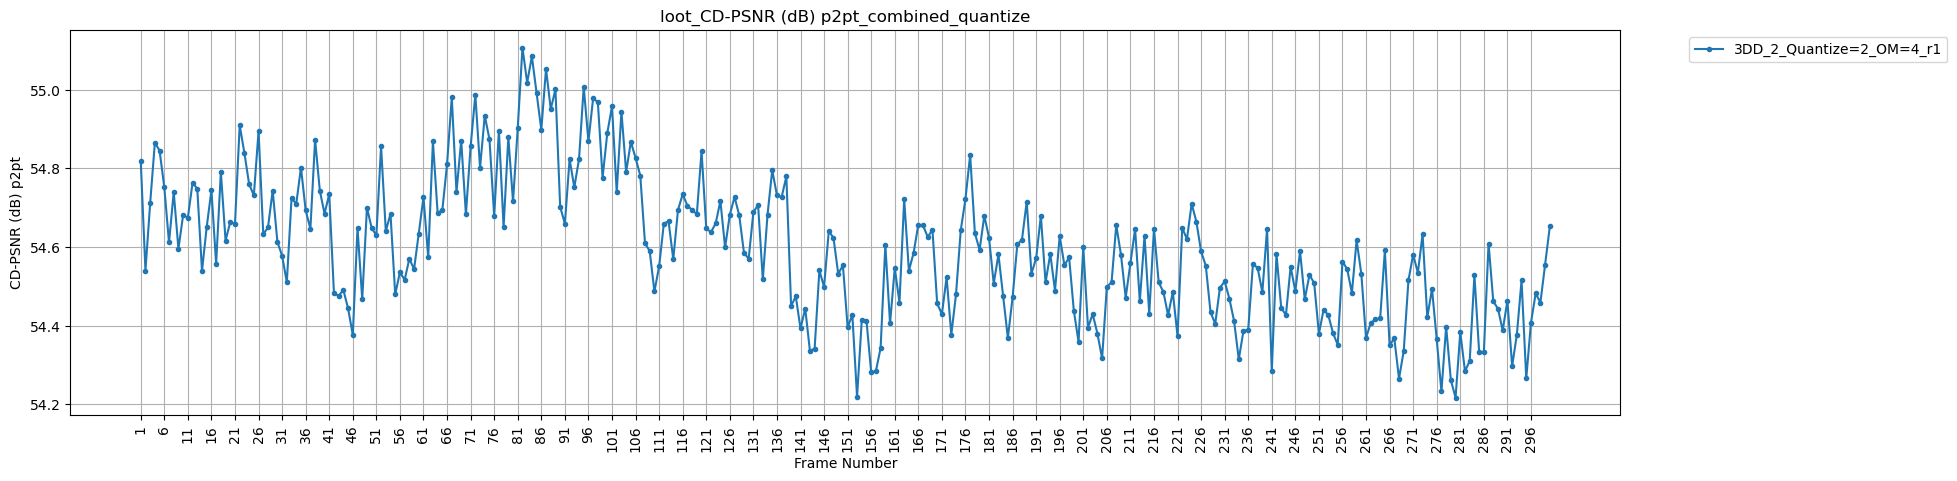 loot_CD-PSNR (dB) p2pt_combined_quantize
3DD_2_Quantize=2_OM=4_r1
CD-PSNR (dB) p2pt
55.0
54.8
54.6
54.4
54.2
1 6 11 16 21 26 31 36 41 46 51 56 61 66 71 76 81 86 91 96 101 106 111 116 121 126 131 136 141 146 151 156 161 166 171 176 181 186 191 196 201 206 211 216 221 226 231 236 241 246 251 256 261 266 271 276 281 286 291 296
Frame Number